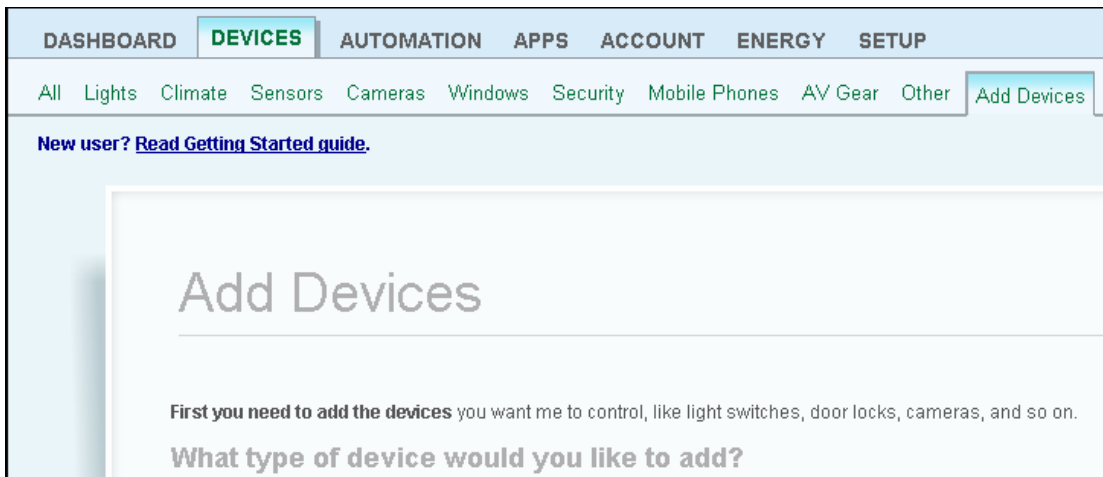 DASHBOARD DEVICES AUTOMATION APPS ACCOUNT ENERGY SETUP
All Lights Climate Sensors Cameras Windows Security Mobile Phones AV Gear Other Add Devices
New user? Read Getting Started guide.
Add Devices
First you need to add the devices you want me to control, like light switches, door locks, cameras, and so on.
What type of device would you like to add?